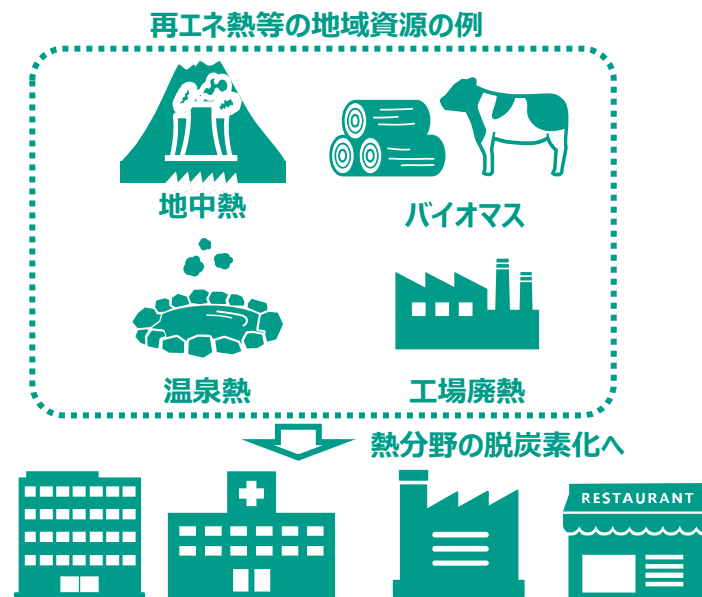 再エネ熱等の地域資源の例
地中熱
バイオマス
温泉熱
工場廃熱
熱分野の脱炭素化へ
RESTAURANT